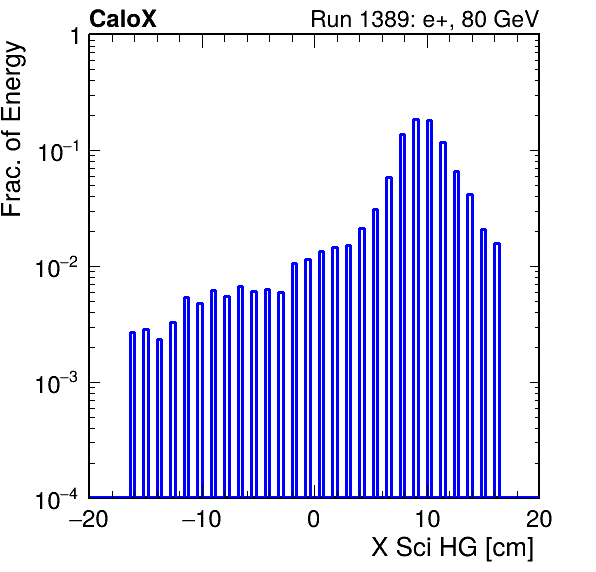 CaloX Run 1389: e+, 80 GeV
Frac. of Energy
1
10⁻¹
10⁻²
10⁻³
10⁻⁴
−20 −10 0 10 20
X Sci HG [cm]